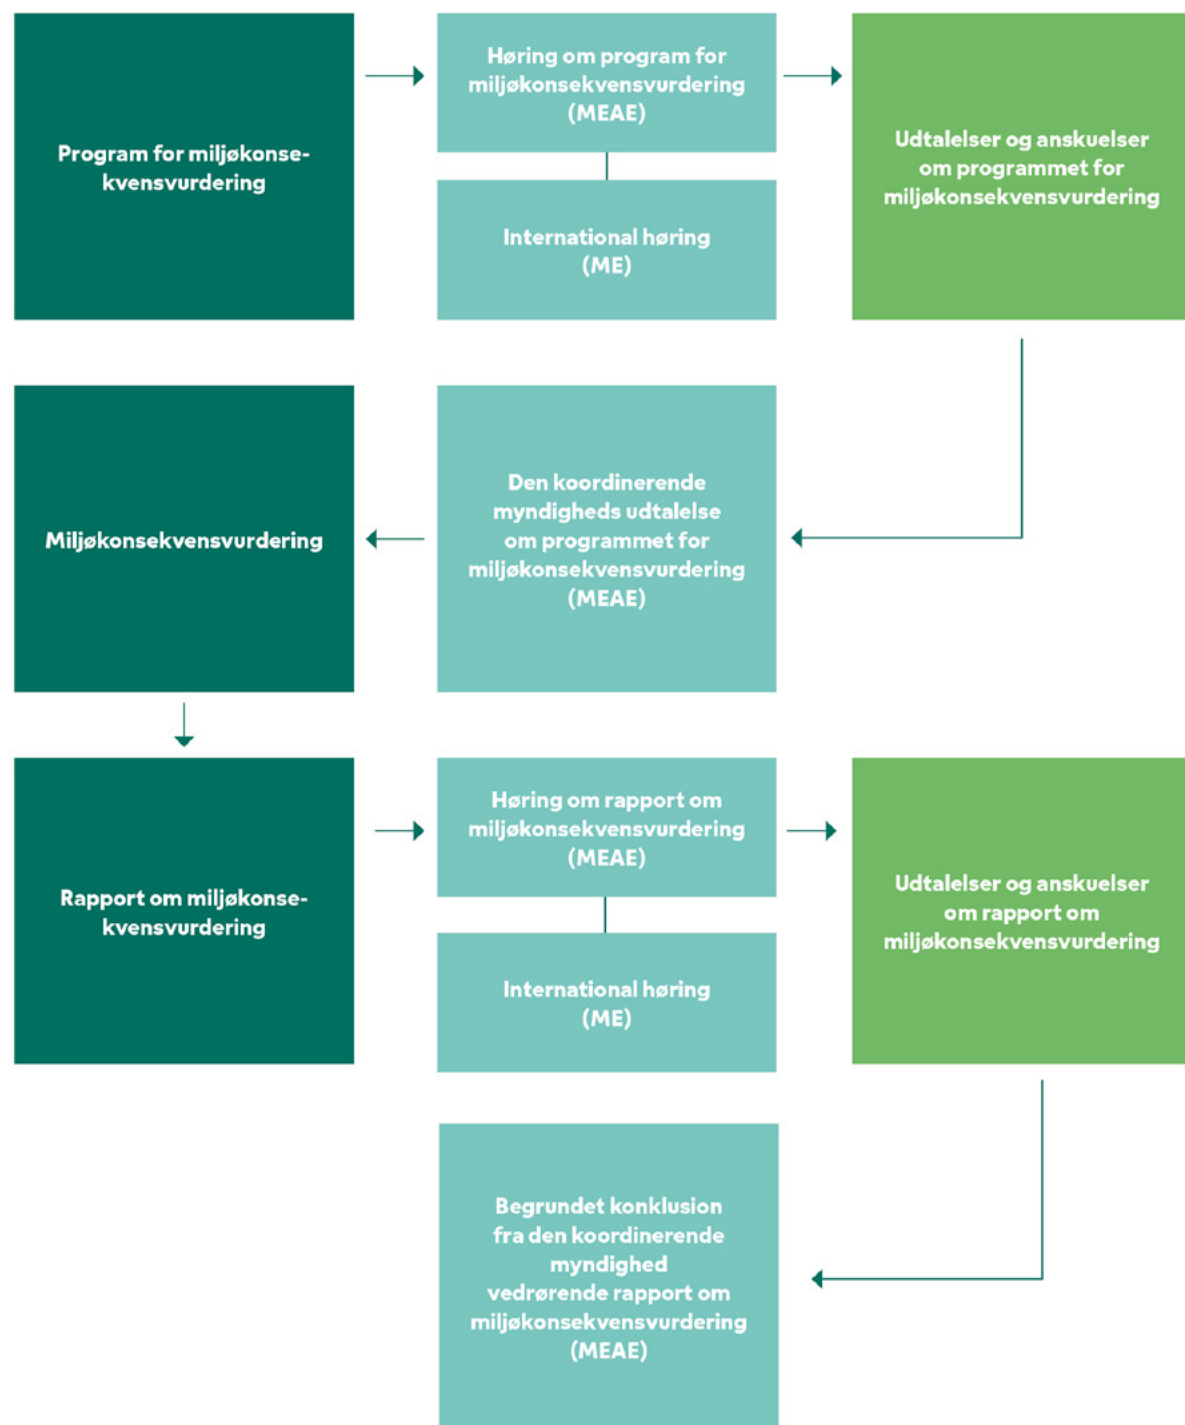 Program for miljøkonse-
kvensvurdering
Høring om program for
miljøkonsekvensvurdering
(MEAE)
International høring
(ME)
Udtalelser og anskuelser
om programmet for
miljøkonsekvensvurdering
Miljøkonsekvensvurdering
Den koordinerende
myndigheds udtalelse
om programmet for
miljøkonsekvensvurdering
(MEAE)
Rapport om miljøkonse-
kvensvurdering
Høring om rapport om
miljøkonsekvensvurdering
(MEAE)
International høring
(ME)
Udtalelser og anskuelser
om rapport om
miljøkonsekvensvurdering
Begrundet konklusion
fra den koordinerende
myndighed
vedrørende rapport om
miljøkonsekvensvurdering
(MEAE)